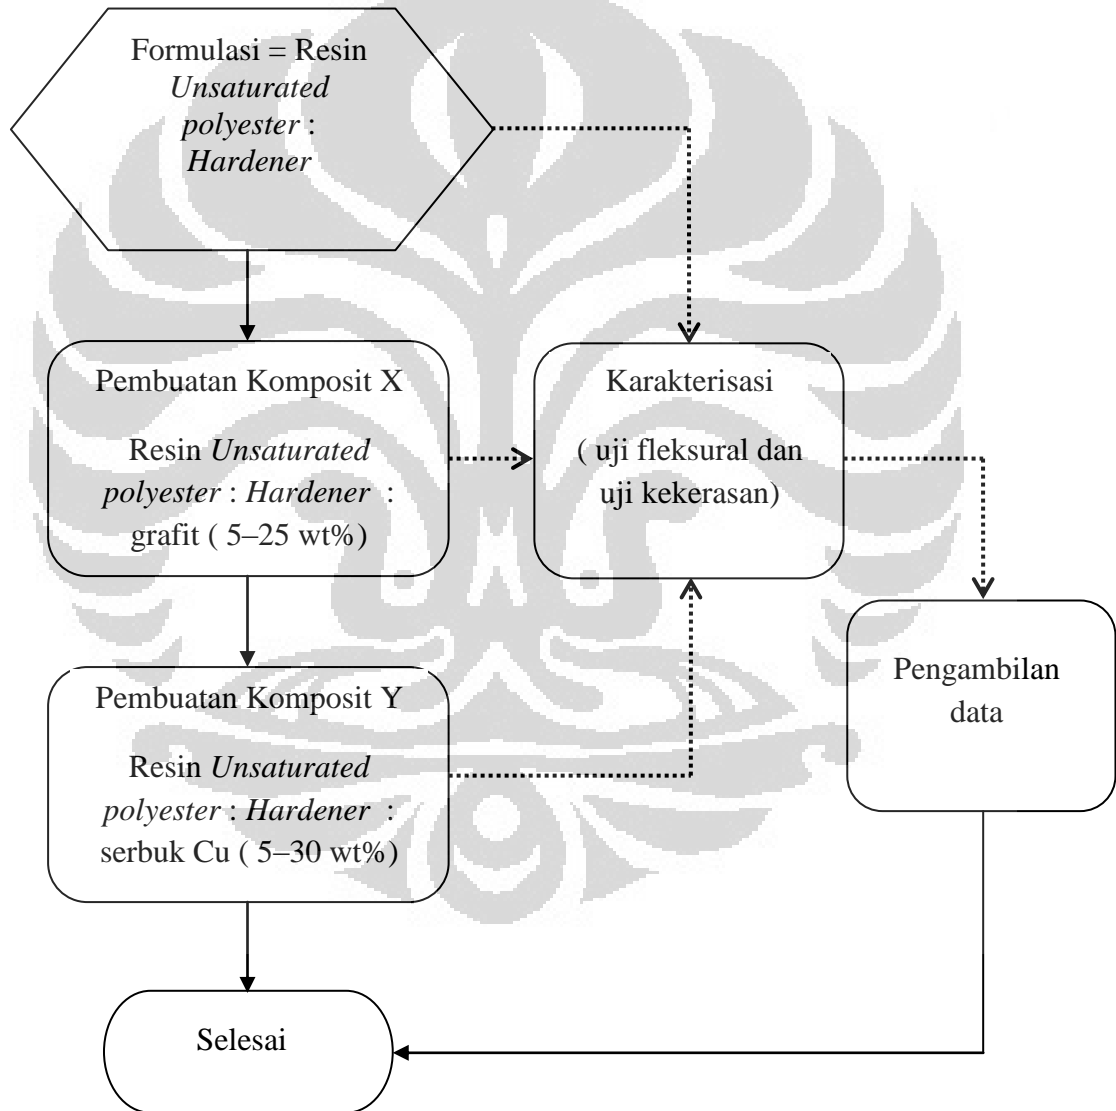 Formulasi = Resin
Unsaturated
polyester :
Hardener
Pembuatan Komposit X
Resin Unsaturated
polyester : Hardener :
grafit ( 5–25 wt%)
Karakterisasi
( uji fleksural dan
uji kekerasan)
Pembuatan Komposit Y
Resin Unsaturated
polyester : Hardener :
serbuk Cu ( 5–30 wt%)
Pengambilan
data
Selesai